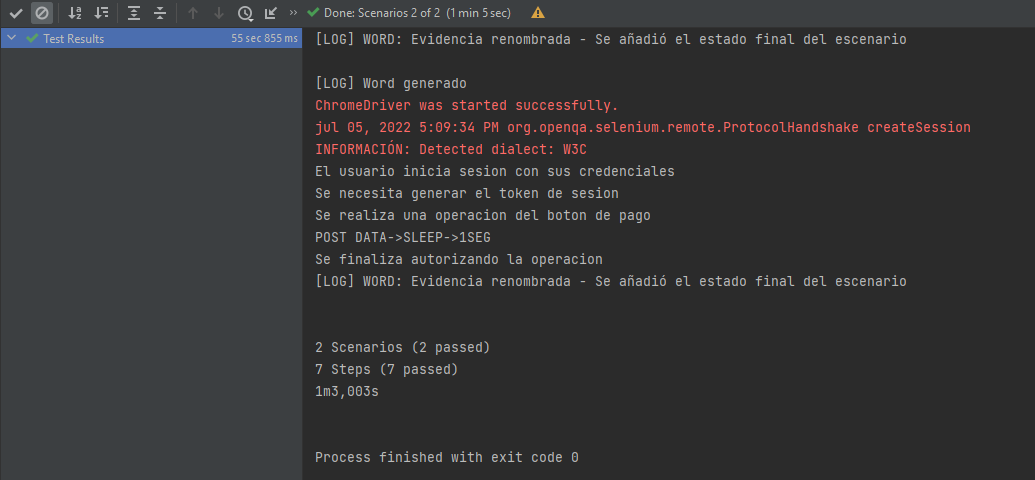 Done: Scenarios 2 of 2 (1 min 5 sec)
Test Results 55 sec 855 ms
[LOG] WORD: Evidencia renombrada - Se añadió el estado final del escenario
[LOG] Word generado
ChromeDriver was started successfully.
jul 05, 2022 5:09:34 PM org.openqa.selenium.remote.ProtocolHandshake createSession
INFORMACIÓN: Detected dialect: W3C
El usuario inicia sesion con sus credenciales
Se necesita generar el token de sesion
Se realiza una operacion del boton de pago
POST DATA->SLEEP->1SEG
Se finaliza autorizando la operacion
[LOG] WORD: Evidencia renombrada - Se añadió el estado final del escenario
2 Scenarios (2 passed)
7 Steps (7 passed)
1m3,003s
Process finished with exit code 0